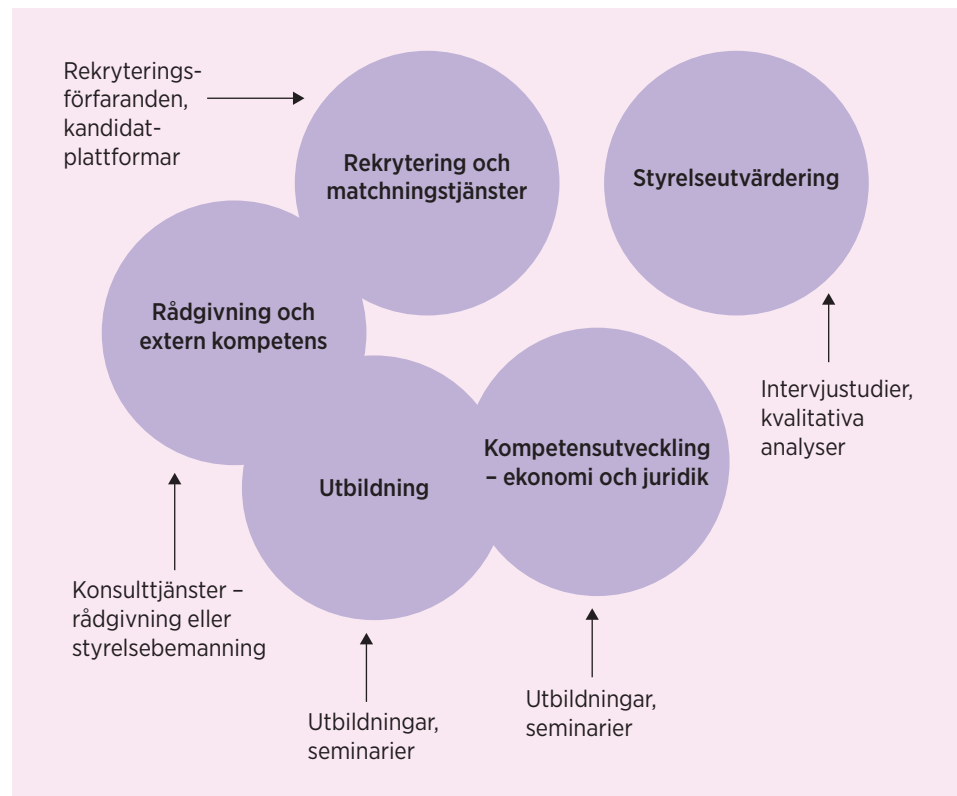 Rekryterings-
förfaranden,
kandidat-
plattformar
Rekrytering och
matchningstjänster
Styrelseutvärdering
Rådgivning och
extern kompetens
Intervjustudier,
kvalitativa
analyser
Kompetensutveckling
– ekonomi och juridik
Utbildning
Konsulttjänster –
rådgivning eller
styrelsebemanning
Utbildningar,
seminarier
Utbildningar,
seminarier